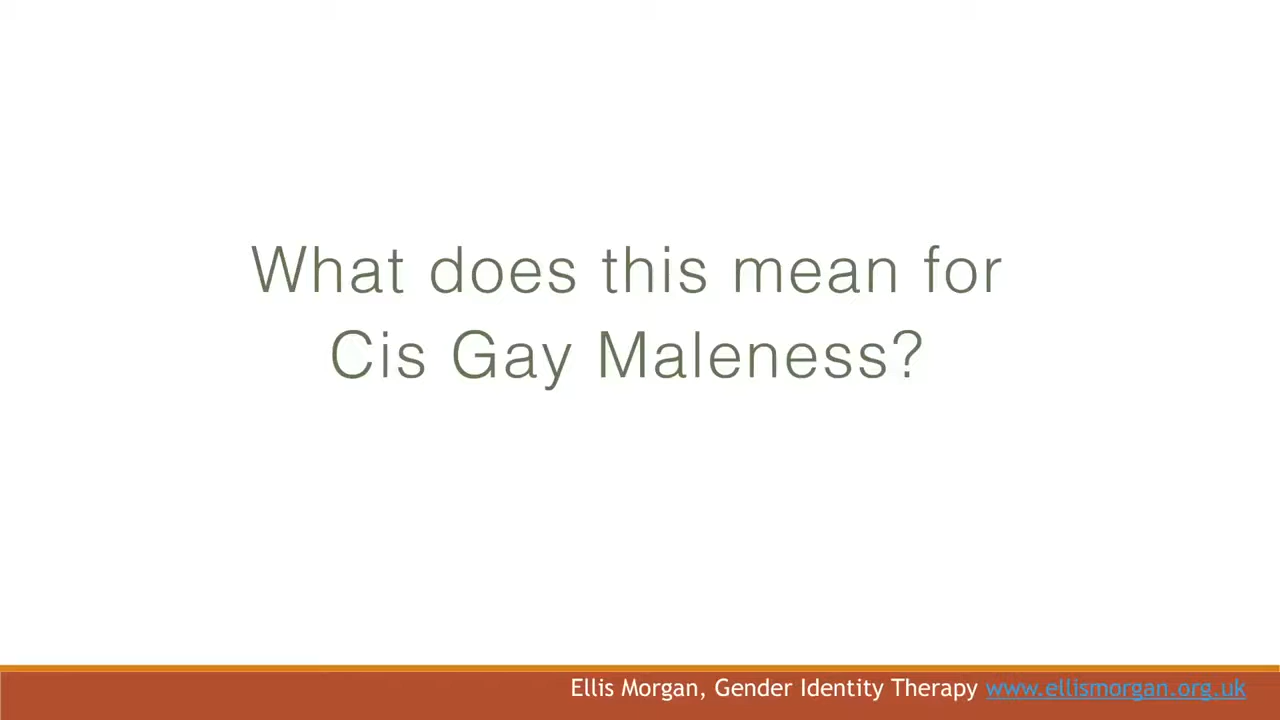 What does this mean for
Cis Gay Maleness?
Ellis Morgan, Gender Identity Therapy www.ellismorgan.org.uk